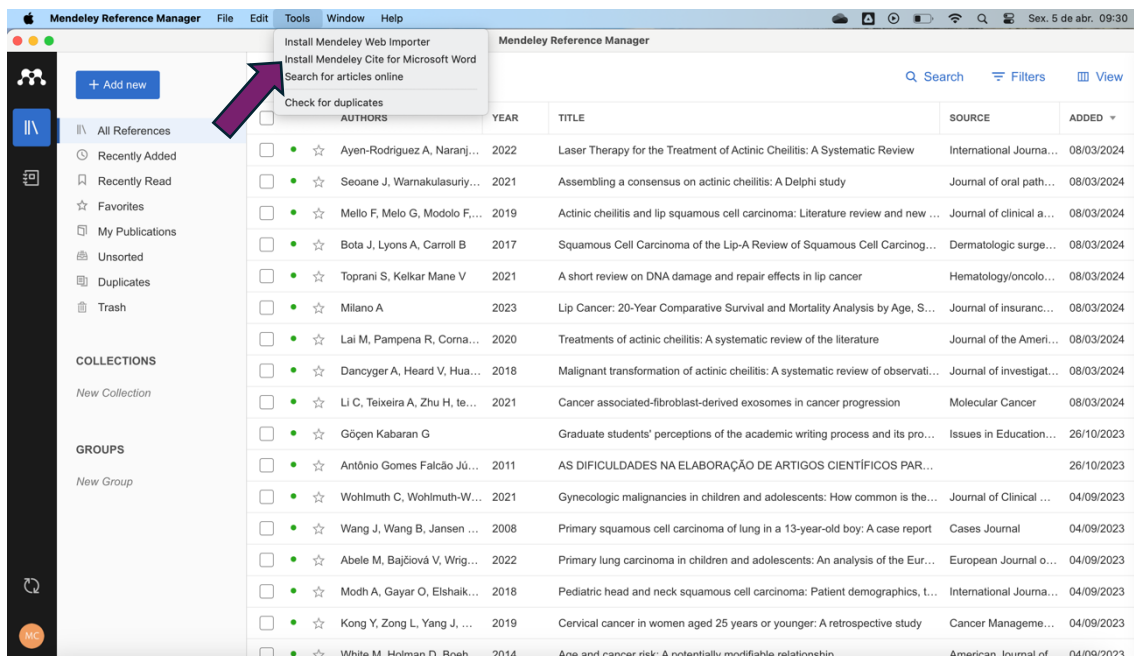 Mendeley Reference Manager File Edit Tools Window Help Sex. 5 de abr. 09:30
Mendeley Reference Manager
Install Mendeley Web Importer
Install Mendeley Cite for Microsoft Word
Search for articles online
Check for duplicates
+ Add new
Search Filters View
All References
Recently Added
Recently Read
Favorites
My Publications
Unsorted
Duplicates
Trash
COLLECTIONS
New Collection
GROUPS
New Group
MC
AUTHORS YEAR TITLE SOURCE ADDED
Ayen-Rodriguez A, Naranj... 2022 Laser Therapy for the Treatment of Actinic Cheilitis: A Systematic Review International Journa... 08/03/2024
Seoane J, Warnakulasuriy... 2021 Assembling a consensus on actinic cheilitis: A Delphi study Journal of oral path... 08/03/2024
Mello F, Melo G, Modolo F,... 2019 Actinic cheilitis and lip squamous cell carcinoma: Literature review and new ... Journal of clinical a... 08/03/2024
Bota J, Lyons A, Carroll B 2017 Squamous Cell Carcinoma of the Lip-A Review of Squamous Cell Carcinog... Dermatologic surge... 08/03/2024
Toprani S, Kelkar Mane V 2021 A short review on DNA damage and repair effects in lip cancer Hematology/oncolo... 08/03/2024
Milano A 2023 Lip Cancer: 20-Year Comparative Survival and Mortality Analysis by Age, S... Journal of insuranc... 08/03/2024
Lai M, Pampena R, Corna... 2020 Treatments of actinic cheilitis: A systematic review of the literature Journal of the Ameri... 08/03/2024
Dancyger A, Heard V, Hua... 2018 Malignant transformation of actinic cheilitis: A systematic review of observati... Journal of investigat... 08/03/2024
Li C, Teixeira A, Zhu H, te... 2021 Cancer associated-fibroblast-derived exosomes in cancer progression Molecular Cancer 08/03/2024
Göçen Kabaran G Graduate students' perceptions of the academic writing process and its pro... Issues in Education... 26/10/2023
Antônio Gomes Falcão Jú... 2011 AS DIFICULDADES NA ELABORAÇÃO DE ARTIGOS CIENTÍFICOS PAR... 26/10/2023
Wohlmuth C, Wohlmuth-W... 2021 Gynecologic malignancies in children and adolescents: How common is the... Journal of Clinical ... 04/09/2023
Wang J, Wang B, Jansen ... 2008 Primary squamous cell carcinoma of lung in a 13-year-old boy: A case report Cases Journal 04/09/2023
Abele M, Bajčiová V, Wrig... 2022 Primary lung carcinoma in children and adolescents: An analysis of the Eur... European Journal o... 04/09/2023
Modh A, Gayar O, Elshaik... 2018 Pediatric head and neck squamous cell carcinoma: Patient demographics, t... International Journa... 04/09/2023
Kong Y, Zong L, Yang J, ... 2019 Cervical cancer in women aged 25 years or younger: A retrospective study Cancer Manageme... 04/09/2023
White M, Holman D, Boeh 2014 Age and cancer risk: A potentially modifiable relationship American Journal of 04/09/2023